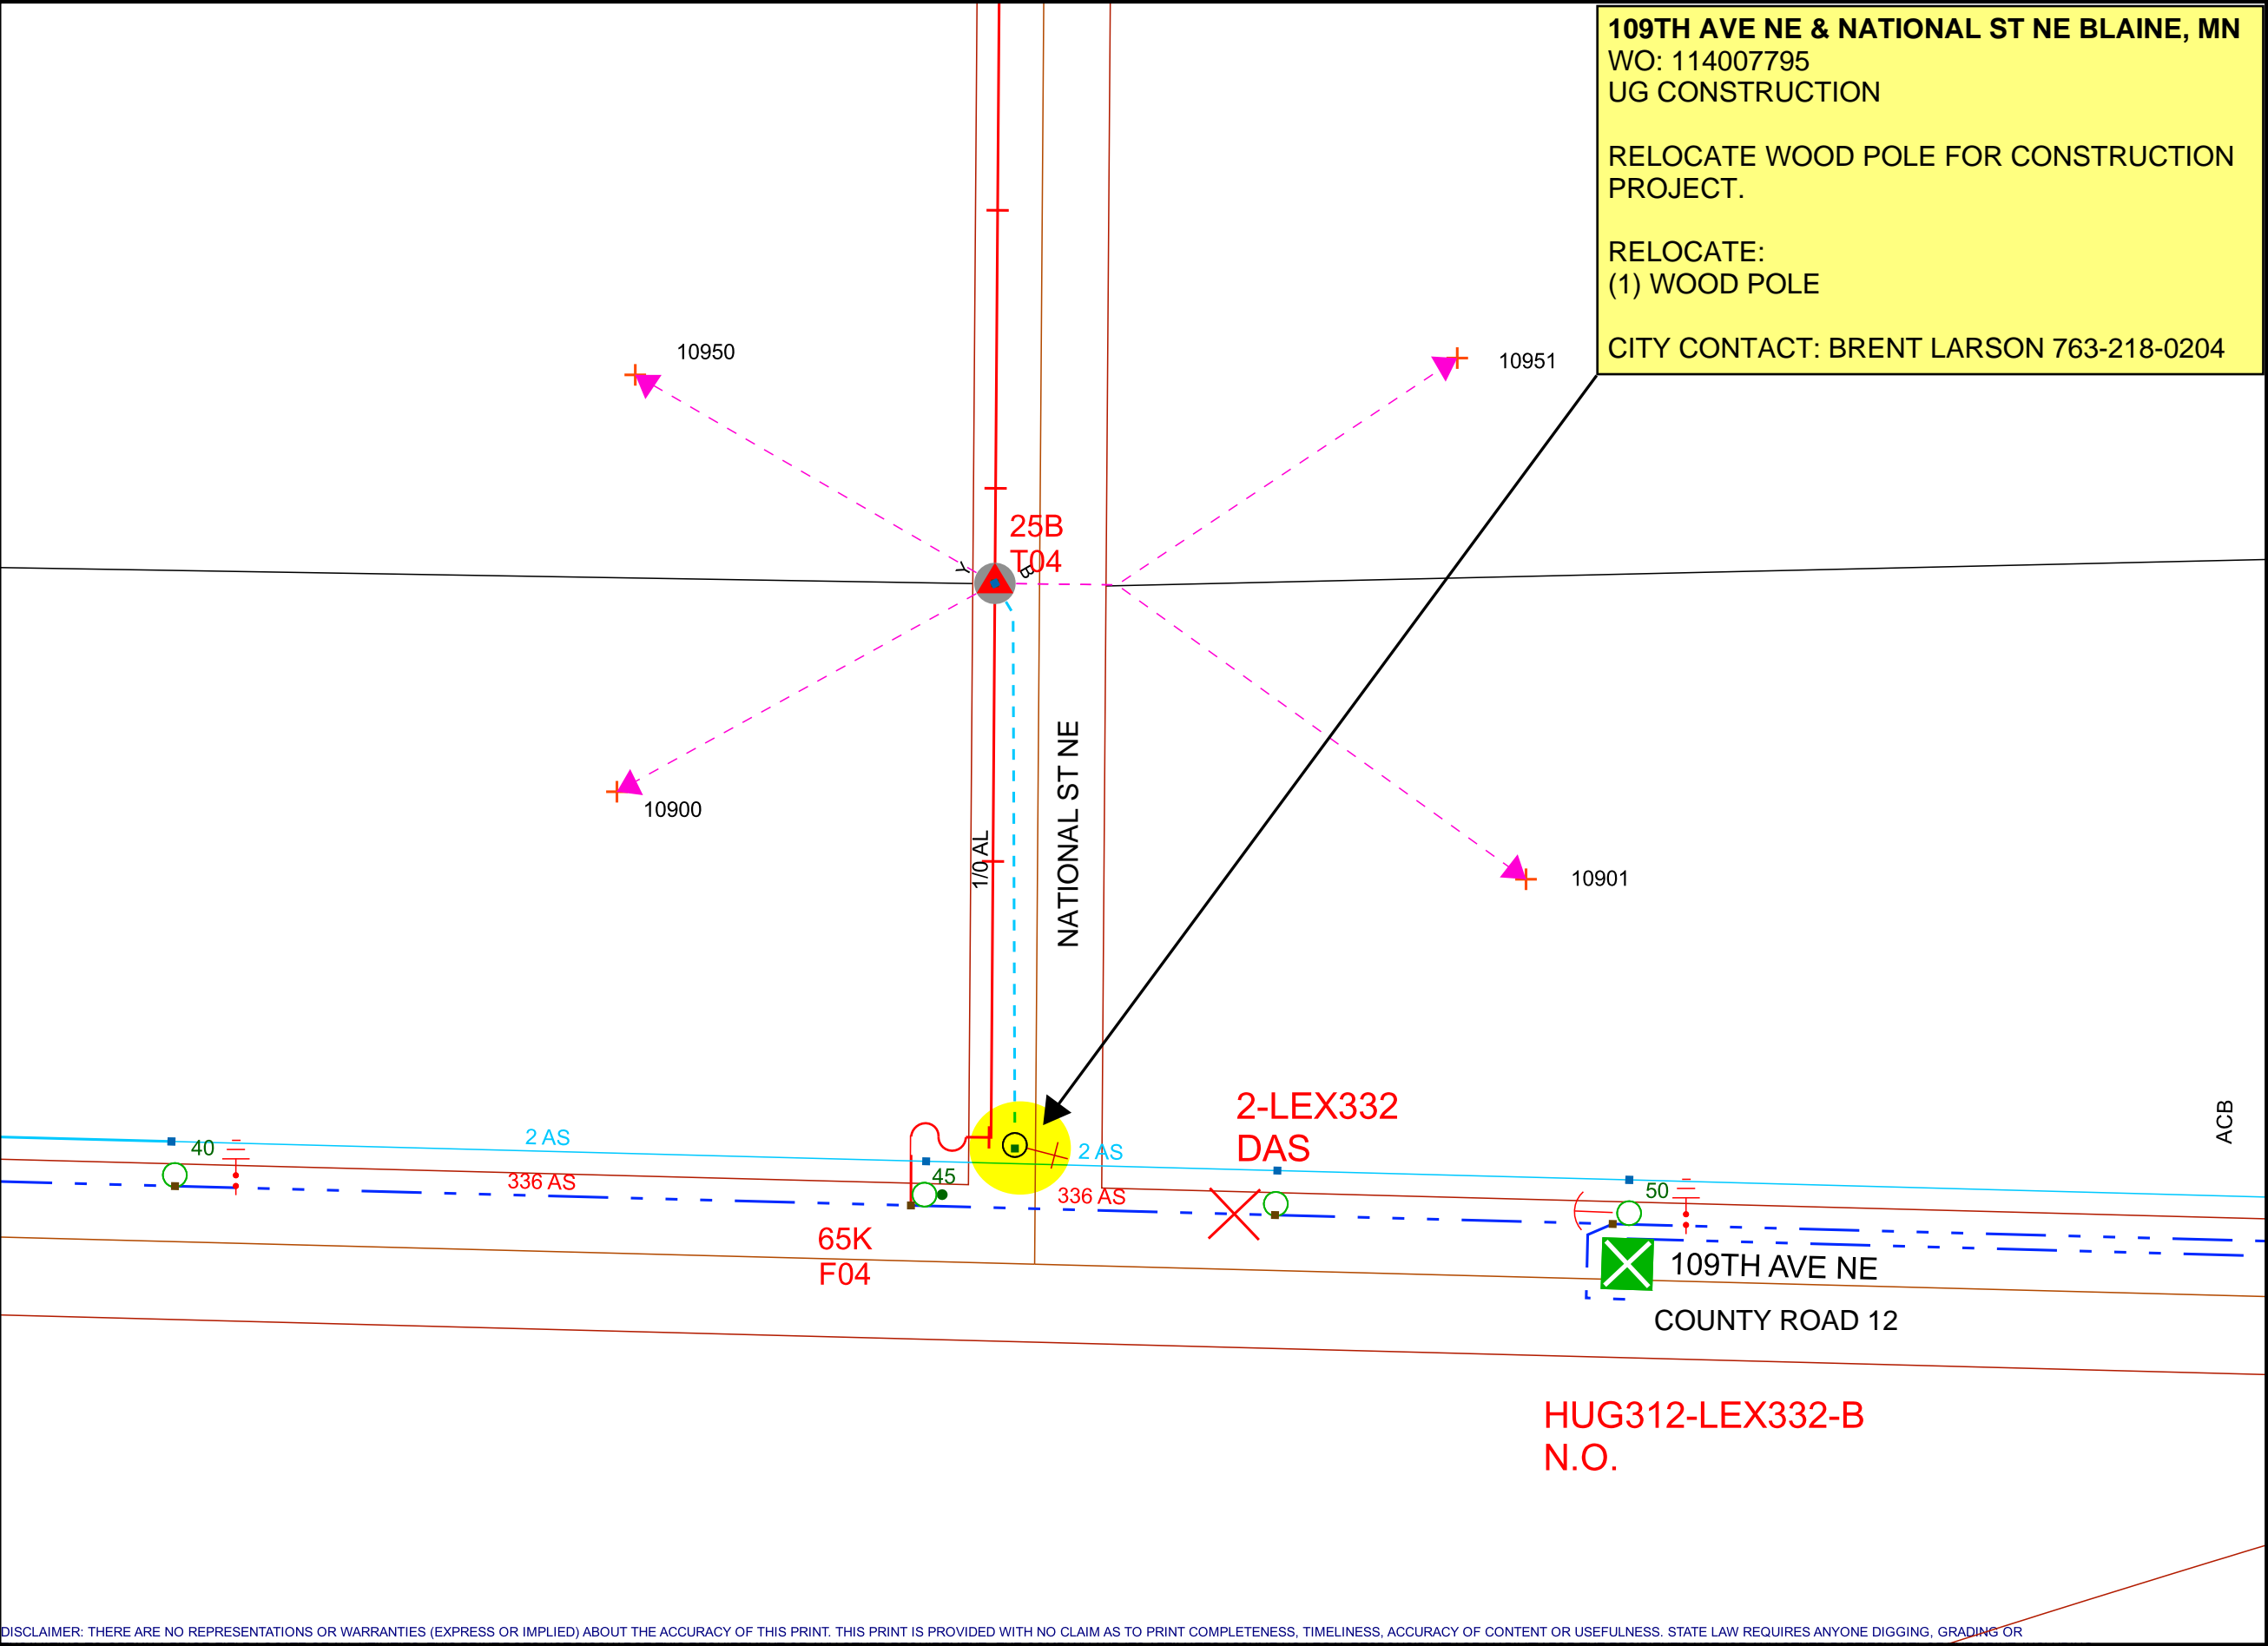 109TH AVE NE & NATIONAL ST NE BLAINE, MN
WO: 114007795
UG CONSTRUCTION
RELOCATE WOOD POLE FOR CONSTRUCTION
PROJECT.
RELOCATE:
(1) WOOD POLE
CITY CONTACT: BRENT LARSON 763-218-0204
10950
10951
25B
T04
Y
B
10900
10901
1/0 AL
NATIONAL ST NE
2-LEX332
DAS
ACB
40
2 AS
2 AS
336 AS
45
336 AS
50
65K
F04
109TH AVE NE
COUNTY ROAD 12
HUG312-LEX332-B
N.O.
DISCLAIMER: THERE ARE NO REPRESENTATIONS OR WARRANTIES (EXPRESS OR IMPLIED) ABOUT THE ACCURACY OF THIS PRINT. THIS PRINT IS PROVIDED WITH NO CLAIM AS TO PRINT COMPLETENESS, TIMELINESS, ACCURACY OF CONTENT OR USEFULNESS. STATE LAW REQUIRES ANYONE DIGGING, GRADING OR